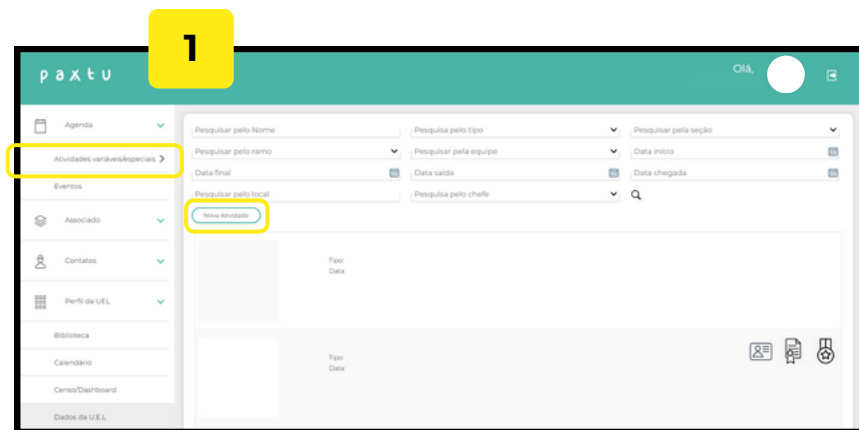 1
paxtu
Olá,
Agenda
Atividades variáveis/especiais
Eventos
Associado
Contatos
Perfil da UEL
Biblioteca
Calendário
Censo/Dashboard
Dados da U.E.L
Pesquisar pelo Nome
Pesquisa pelo tipo
Pesquisar pela seção
Pesquisar pelo ramo
Pesquisar pela equipe
Data início
Data final
Data saída
Data chegada
Pesquisar pelo local
Pesquisa pelo chefe
Nova Atividade
Tipo:
Data:
Tipo:
Data: